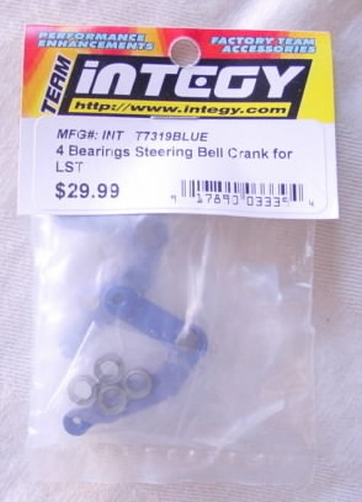 PERFORMANCE
ENHANCEMENTS
FACTORY TEAM
ACCESSORIES
TEAM
iNTEGY
http://www.integy.com
MFG#: INT T7319BLUE
4 Bearings Steering Bell Crank for
LST
$29.99